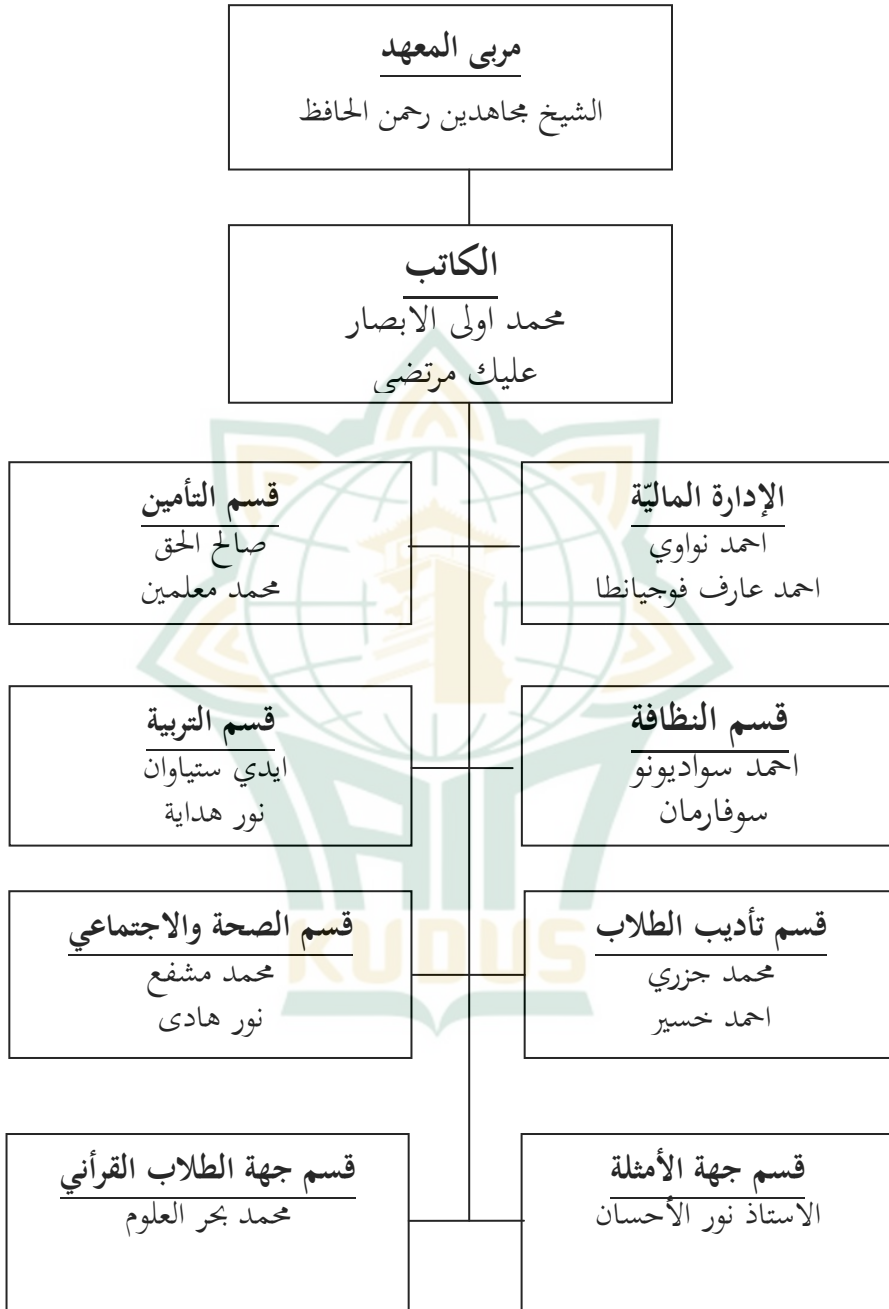 مربى المعهد
الشيخ مجاهدين رحمن الحافظ
الكاتب
محمد اولى الابصار
عليك مرتضى
الإدارة الماليّة
احمد نواوي
احمد عارف فوجيانطا
قسم التأمين
صالح الحق
محمد معلمين
قسم النظافة
احمد سواديونو
سوفارمان
قسم التربية
ايدي ستياوان
نور هداية
قسم تأديب الطلاب
محمد جزري
احمد خسير
قسم الصحة والاجتماعي
محمد مشفع
نور هادى
قسم جهة الأمثلة
الاستاذ نور الأحسان
قسم جهة الطلاب القرأني
محمد بحر العلوم
KUDUS